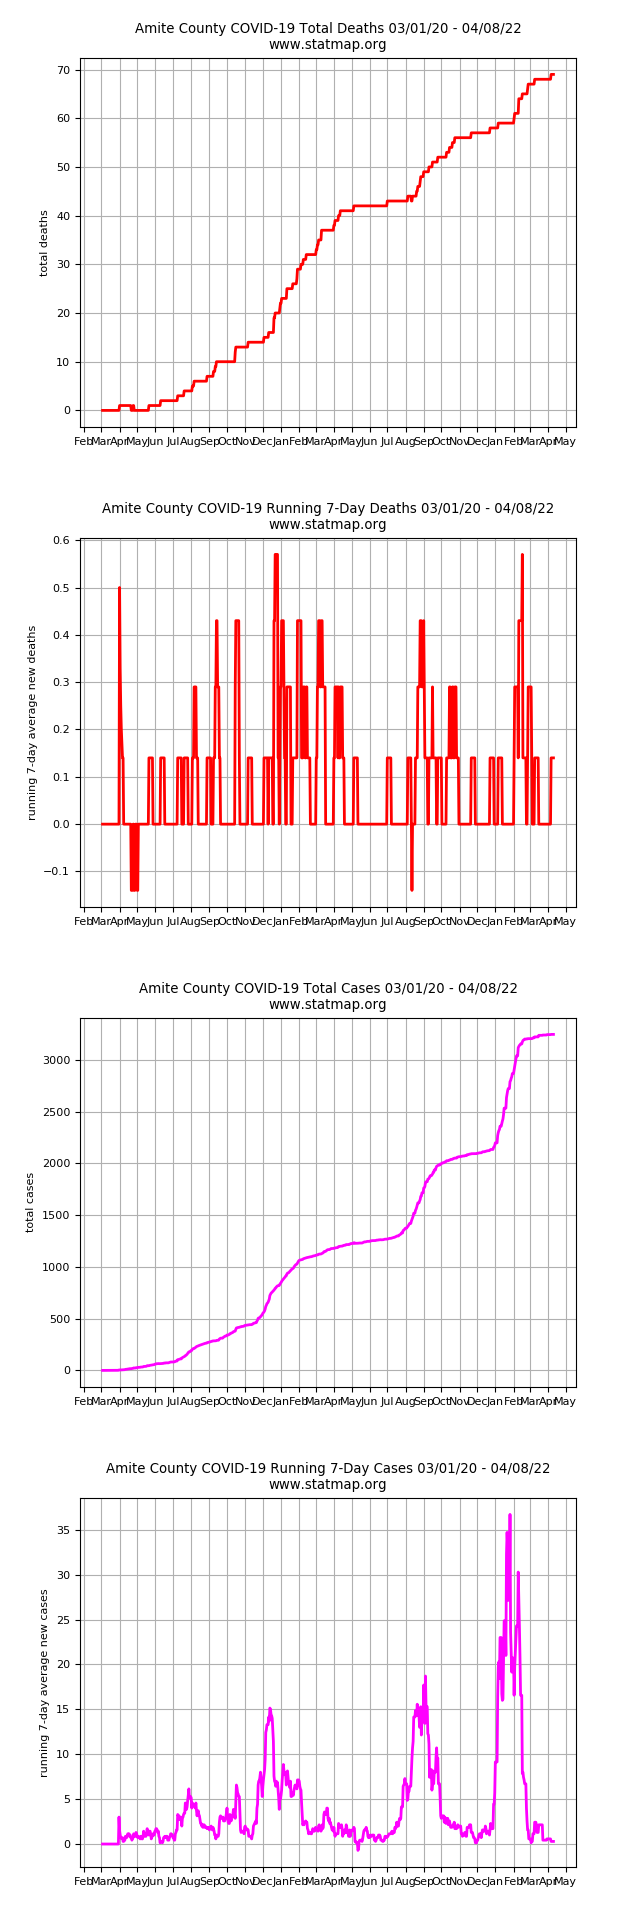 Amite County COVID-19 Total Deaths 03/01/20 - 04/08/22
www.statmap.org
70
60
50
40
30
20
10
0
total deaths
Feb Mar Apr May Jun Jul Aug Sep Oct Nov Dec Jan Feb Mar Apr May Jun Jul Aug Sep Oct Nov Dec Jan Feb Mar Apr May
Amite County COVID-19 Running 7-Day Deaths 03/01/20 - 04/08/22
www.statmap.org
0.6
0.5
0.4
0.3
0.2
0.1
0.0
−0.1
running 7-day average new deaths
Feb Mar Apr May Jun Jul Aug Sep Oct Nov Dec Jan Feb Mar Apr May Jun Jul Aug Sep Oct Nov Dec Jan Feb Mar Apr May
Amite County COVID-19 Total Cases 03/01/20 - 04/08/22
www.statmap.org
3000
2500
2000
1500
1000
500
0
total cases
Feb Mar Apr May Jun Jul Aug Sep Oct Nov Dec Jan Feb Mar Apr May Jun Jul Aug Sep Oct Nov Dec Jan Feb Mar Apr May
Amite County COVID-19 Running 7-Day Cases 03/01/20 - 04/08/22
www.statmap.org
35
30
25
20
15
10
5
0
running 7-day average new cases
Feb Mar Apr May Jun Jul Aug Sep Oct Nov Dec Jan Feb Mar Apr May Jun Jul Aug Sep Oct Nov Dec Jan Feb Mar Apr May